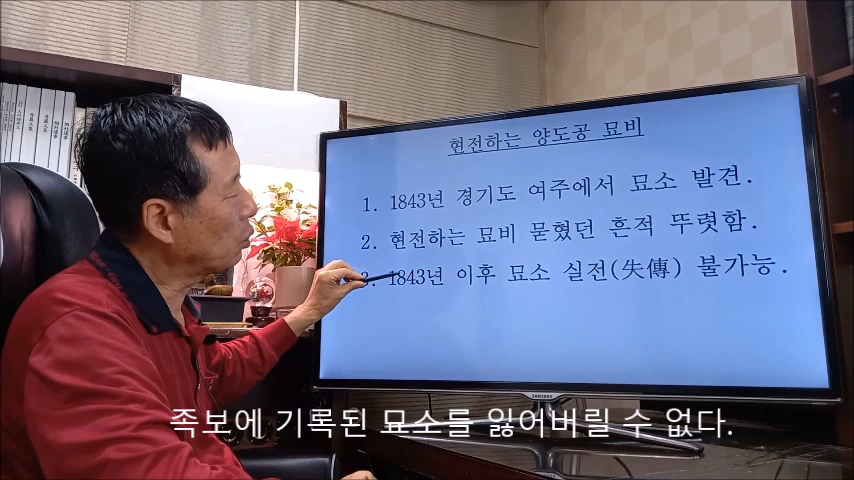 현전하는 양도공 묘비
1. 1843년 경기도 여주에서 묘소 발견.
2. 현전하는 묘비 묻혔던 흔적 뚜렷함.
3. 1843년 이후 묘소 실전(失傳) 불가능.
SAMSUNG
족보에 기록된 묘소를 잃어버릴 수 없다.